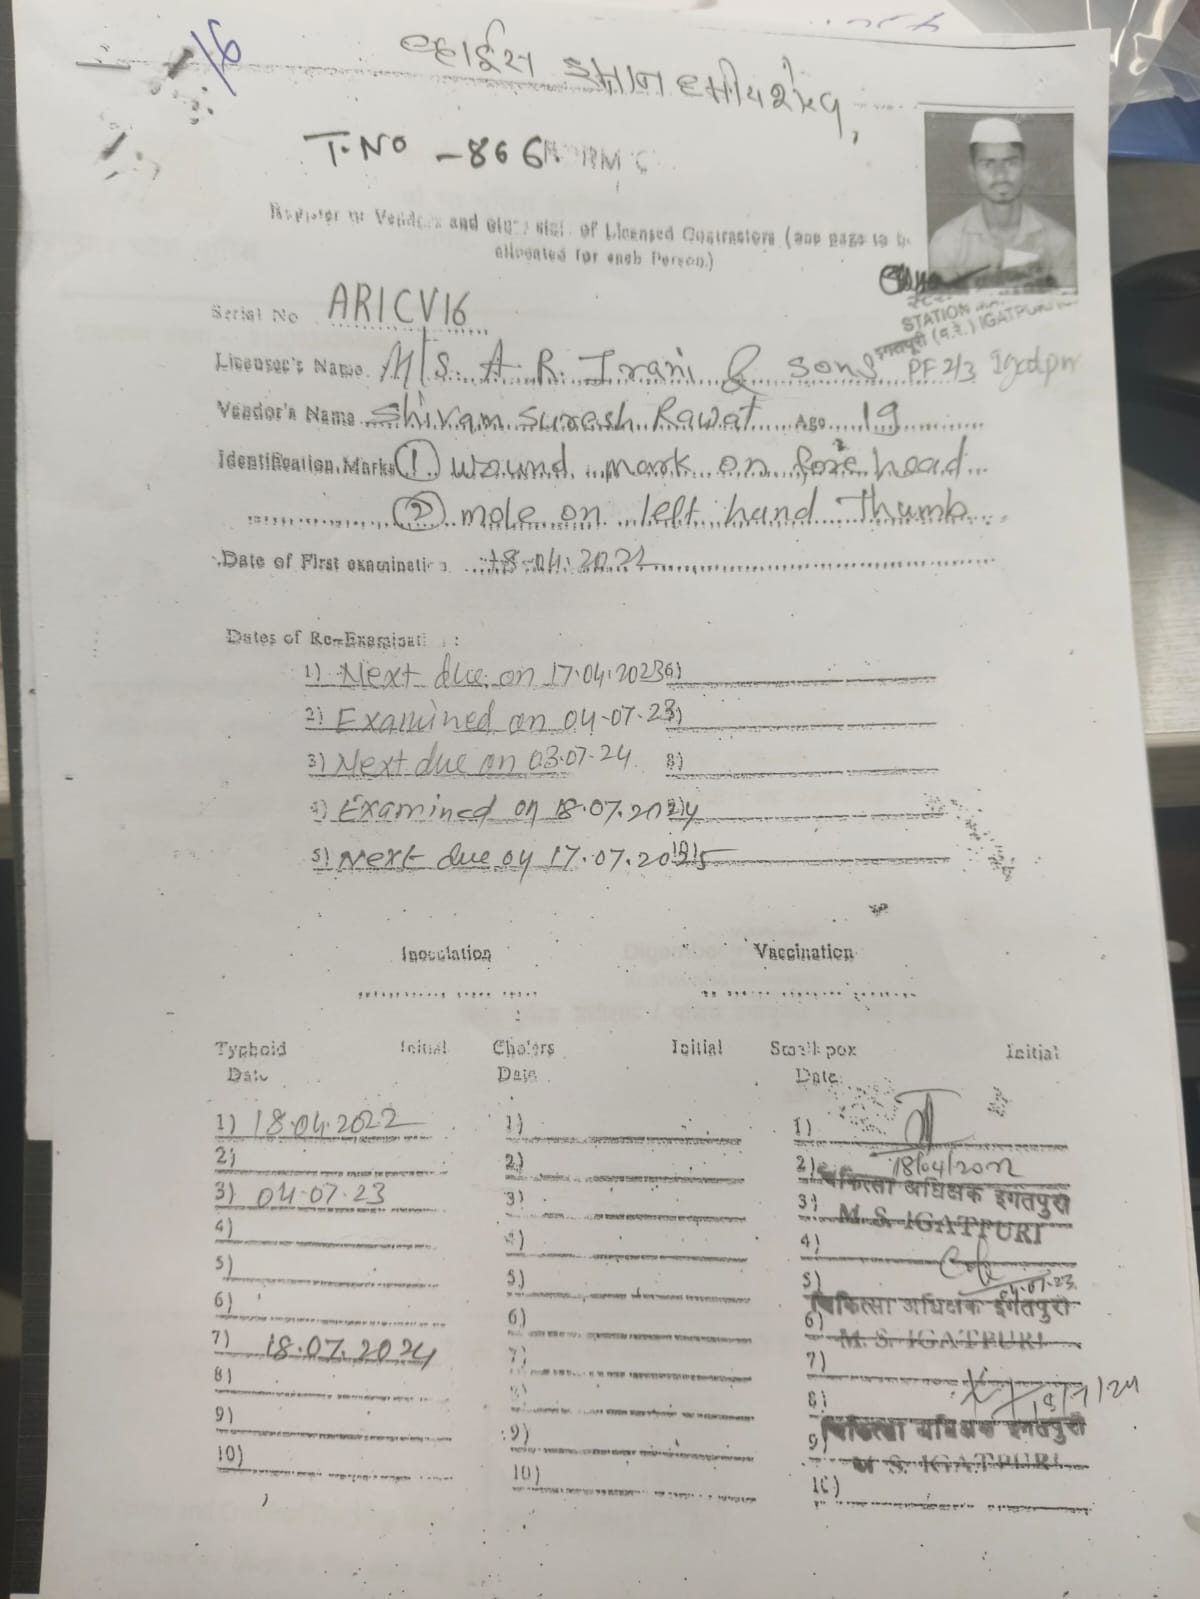 16
T.NO -866 FORM C
Register of Vendors and other staff of Licensed Contractors (one page to be
allocated for each Person.)
STATION
इगतपूरी (म.रे.) IGATPURI
Serial No ARICV16
Licensee's Name M/S. A. R. Irani & sons PF 2/3 Igatpuri
Vendor's Name Shivam Suresh Rawat Age 19
Identification Marks (1.) wound mark on fore head
(2) mole on left hand Thumb
Date of First examination 18-04-2022
Dates of Re-Examination :
1) Next due on 17.04.2023 6)
2) Examined on 04-07-23 7)
3) Next due on 03.07-24 8)
4) Examined on 18.07.2024 9)
5) Next due on 17.07.2025 10)
Inoculation Vaccination
Typhoid Initial Cholera Initial Small pox Initial
Date Date Date
1) 18.04.2022 1) 1)
2) 2) 2) 18/04/2022
चिकित्सा अधिक्षक इगतपुरी
3) 04-07-23 3) 3) M. S. IGATPURI
4) 4) 4)
5) 5) 5) 04-07-23
चिकित्सा अधिक्षक इगतपुरी
6) 6) 6) M. S. IGATPURI
7) 18.07.2024 7) 7)
8) 8) 8) 18/7/24
चिकित्सा अधिक्षक इगतपुरी
9) 9) 9) M. S. IGATPURI
10) 10) 10)